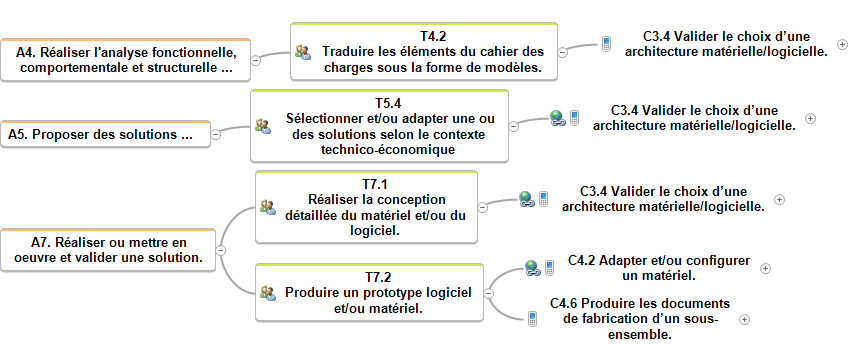 A4. Réaliser l'analyse fonctionnelle,
comportementale et structurelle ...
T4.2
Traduire les éléments du cahier des
charges sous la forme de modèles.
C3.4 Valider le choix d’une
architecture matérielle/logicielle.
A5. Proposer des solutions ...
T5.4
Sélectionner et/ou adapter une ou
des solutions selon le contexte
technico-économique
C3.4 Valider le choix d’une
architecture matérielle/logicielle.
A7. Réaliser ou mettre en
oeuvre et valider une solution.
T7.1
Réaliser la conception
détaillée du matériel et/ou du
logiciel.
C3.4 Valider le choix d’une
architecture matérielle/logicielle.
T7.2
Produire un prototype logiciel
et/ou matériel.
C4.2 Adapter et/ou configurer
un matériel.
C4.6 Produire les documents
de fabrication d’un sous-
ensemble.